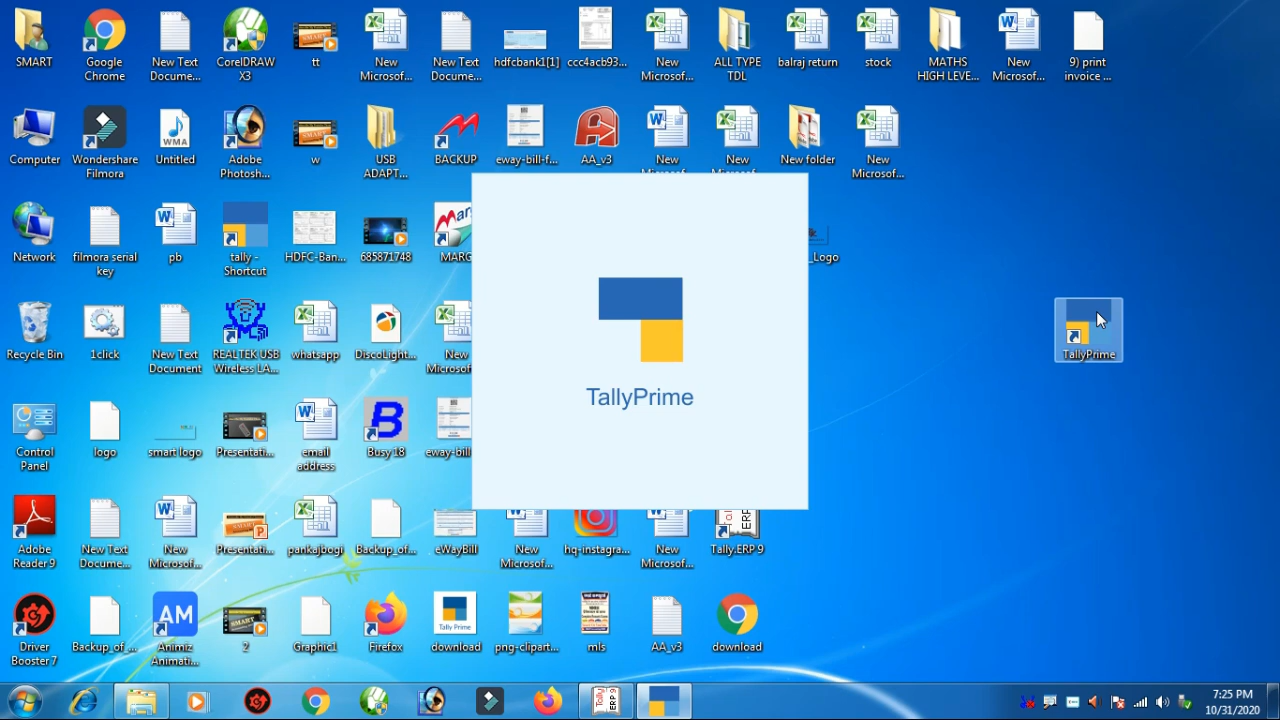 SMART
Google
Chrome
New Text
Docume...
CorelDRAW
X3
tt
New
Microsof...
New Text
Docume...
hdfcbank1[1]
ccc4acb93...
New
Microsof...
ALL TYPE
TDL
balraj return
stock
MATHS
HIGH LEVE...
New
Microsof...
9) print
invoice ...
Computer
Wondershare
Filmora
Untitled
Adobe
Photosh...
w
USB
ADAPT...
BACKUP
eway-bill-f...
AA_v3
New
Microsof...
New
Microsof...
New folder
New
Microsof...
Network
filmora serial
key
pb
tally -
Shortcut
HDFC-Ban...
685871748
MARG
_Logo
Recycle Bin
1click
New Text
Document
REALTEK USB
Wireless LA...
whatsapp
DiscoLight...
New
Microsof
TallyPrime
TallyPrime
Control
Panel
logo
smart logo
Presentati...
email
address
Busy 18
eway-bill
Adobe
Reader 9
New Text
Docume...
New
Microsof...
Presentati...
pankajbogi
Backup_of...
eWayBill
New
Microsof...
hq-instagra...
New
Microsof...
Tally.ERP 9
Driver
Booster 7
Backup_of_...
Animiz
Animati...
2
Graphic1
Firefox
download
png-clipart...
mls
AA_v3
download
7:25 PM
10/31/2020